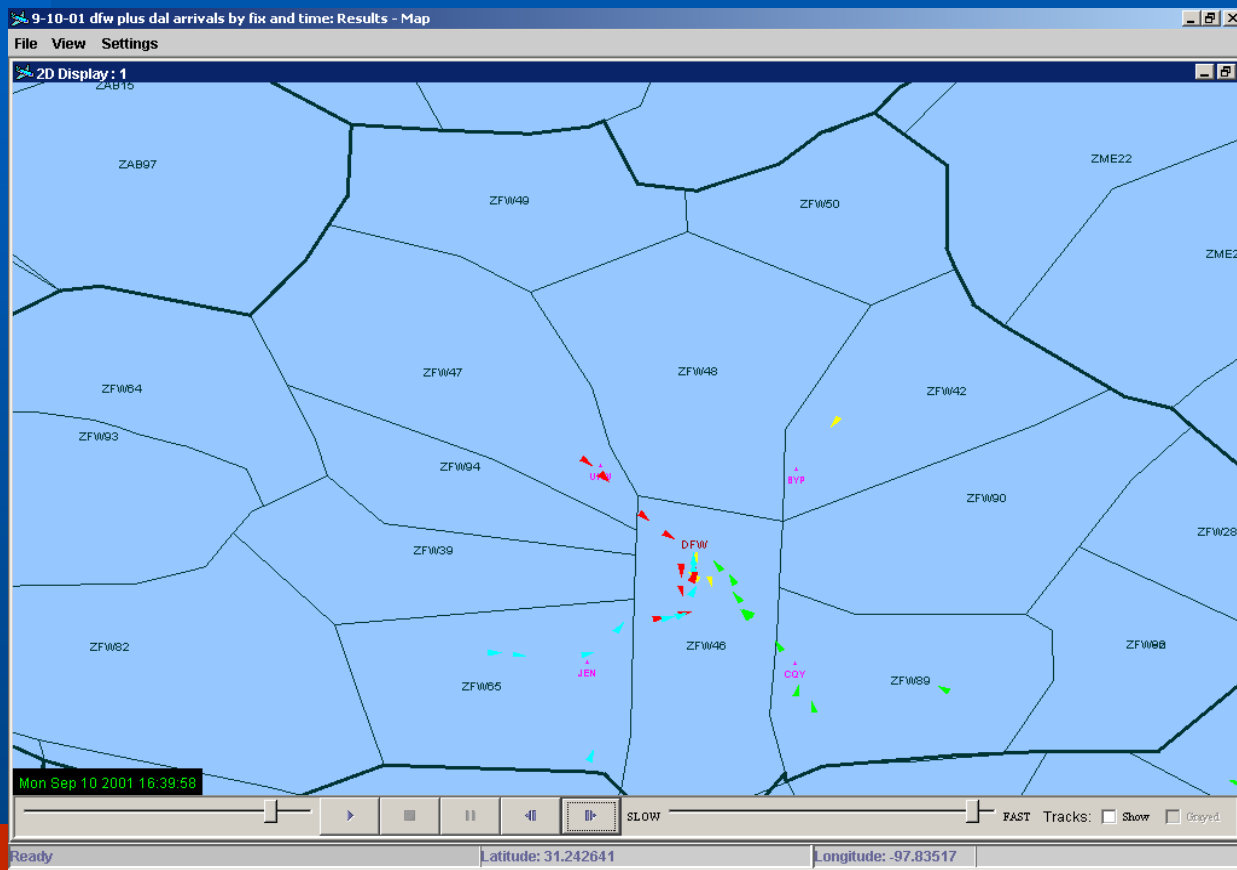 9-10-01 dfw plus dal arrivals by fix and time: Results - Map
File View Settings
2D Display : 1
ZAB15
ZAB97
ZME22
ZFW49
ZFW50
ZFW47
ZFW48
ZFW64
ZFW42
ZFW93
ZFW94
BYP
ZFW90
ZFW28
DFW
ZFW39
ZFW82
ZFW46
JEN
ZFW65
CQY
ZFW89
Mon Sep 10 2001 16:39:58
SLOW FAST Tracks: Show Grayed
Ready Latitude: 31.242641 Longitude: -97.83517